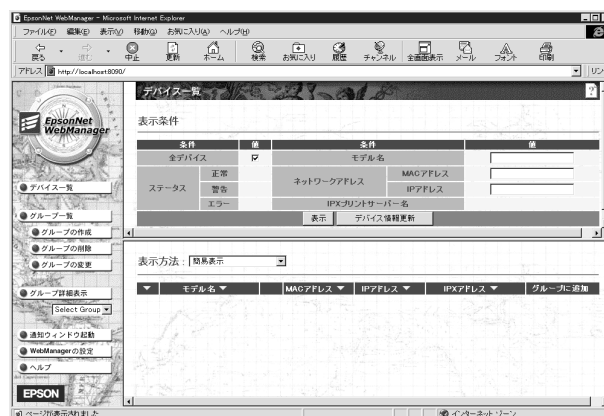 EpsonNet WebManager - Microsoft Internet Explorer
ファイル(F) 編集(E) 表示(V) 移動(G) お気に入り(A) ヘルプ(H)
戻る 進む 中止 更新 ホーム 検索 お気に入り 履歴 チャンネル 全画面表示 メール フォント 印刷
アドレス http://localhost:8090/ リン
EpsonNet
WebManager
デバイス一覧
グループ一覧
グループの作成
グループの削除
グループの変更
グループ詳細表示
Select Group
通知ウィンドウ起動
WebManagerの設定
ヘルプ
EPSON
デバイス一覧 ?
表示条件
条件 値 条件 値
全デバイス モデル名
ステータス 正常 ネットワークアドレス MACアドレス
警告 IPアドレス
エラー IPXプリントサーバー名
表示 デバイス情報更新
表示方法 : 簡易表示
▼ モデル名▼ MACアドレス ▼ IPアドレス ▼ IPXアドレス ▼ グループに追加
ページが表示されました インターネット ゾーン